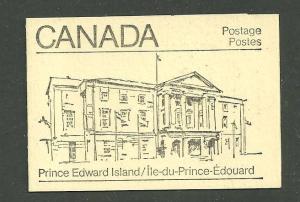 CANADA
Postage
Postes
Prince Edward Island/Île-du-Prince-Édouard